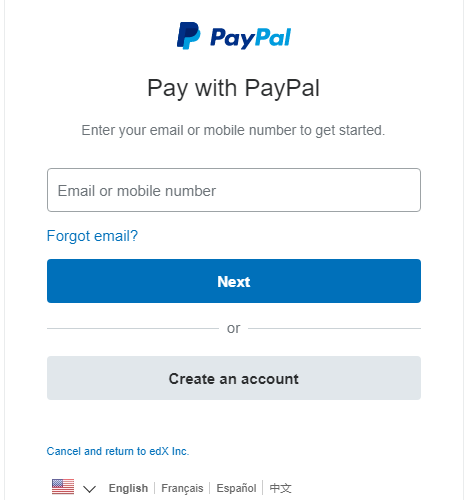 PayPal
Pay with PayPal
Enter your email or mobile number to get started.
Email or mobile number
Forgot email?
Next
or
Create an account
Cancel and return to edX Inc.
English Français Español 中文